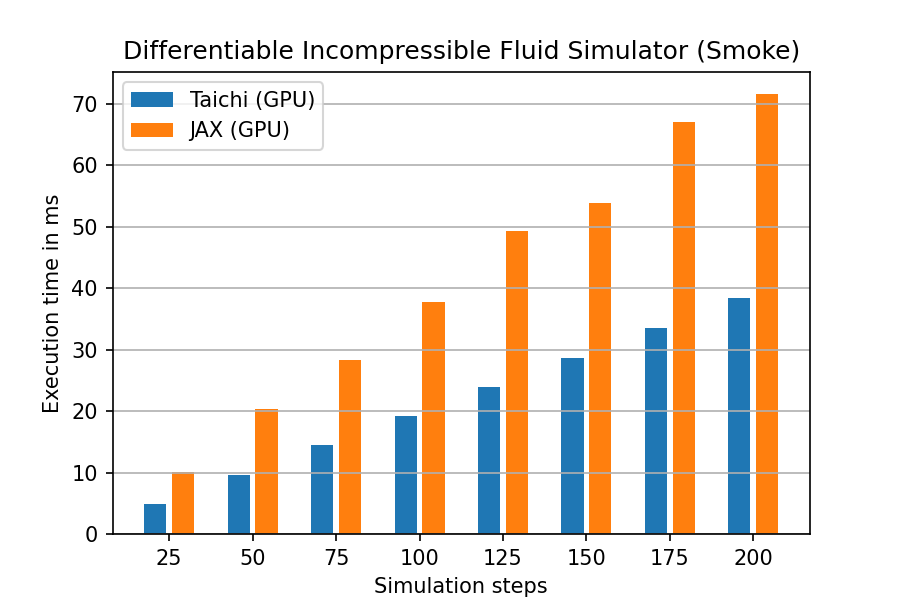 Differentiable Incompressible Fluid Simulator (Smoke)
Taichi (GPU)
JAX (GPU)
Execution time in ms
70
60
50
40
30
20
10
0
25 50 75 100 125 150 175 200
Simulation steps